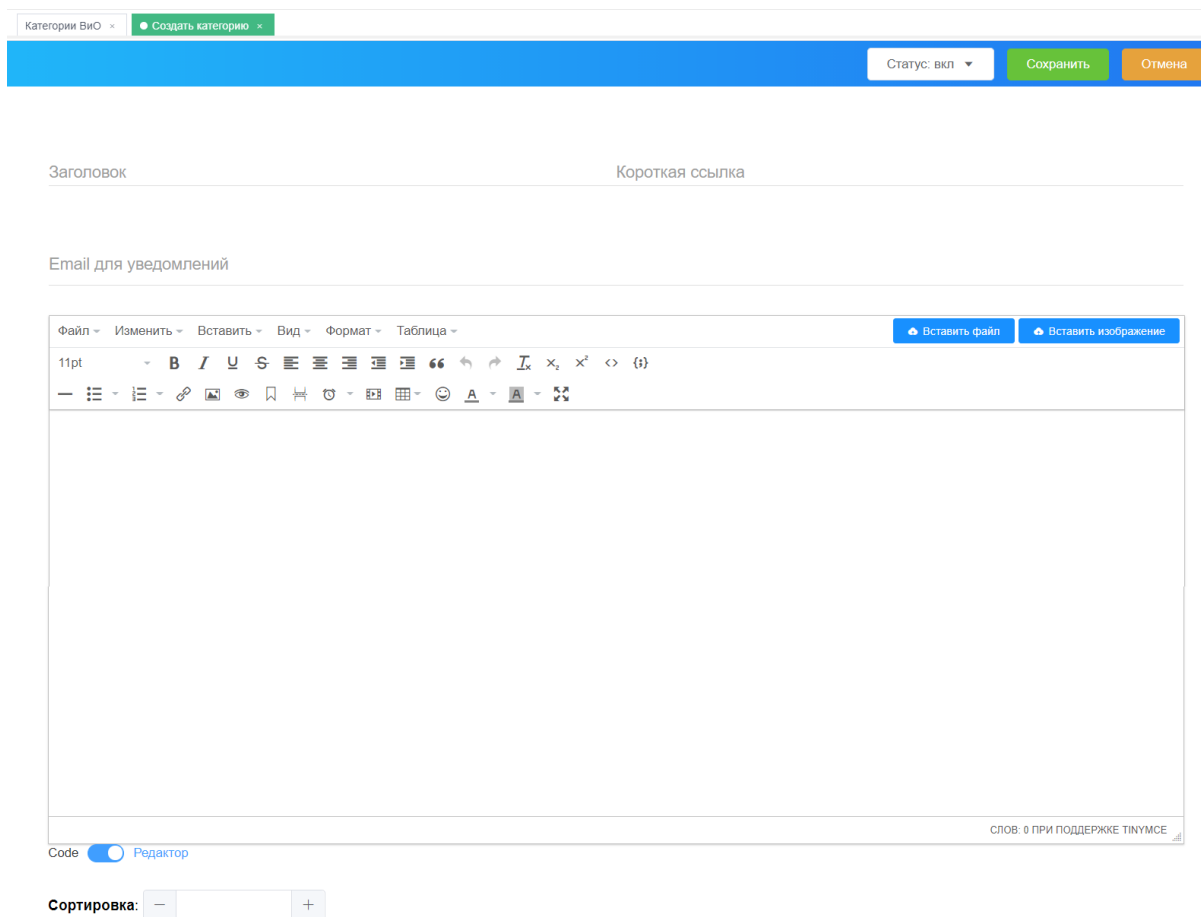 Категории ВиО × Создать категорию ×
Статус: вкл Сохранить Отмена
Заголовок Короткая ссылка
Email для уведомлений
Файл Изменить Вставить Вид Формат Таблица Вставить файл Вставить изображение
11pt
СЛОВ: 0 ПРИ ПОДДЕРЖКЕ TINYMCE
Code Редактор
Сортировка: − +